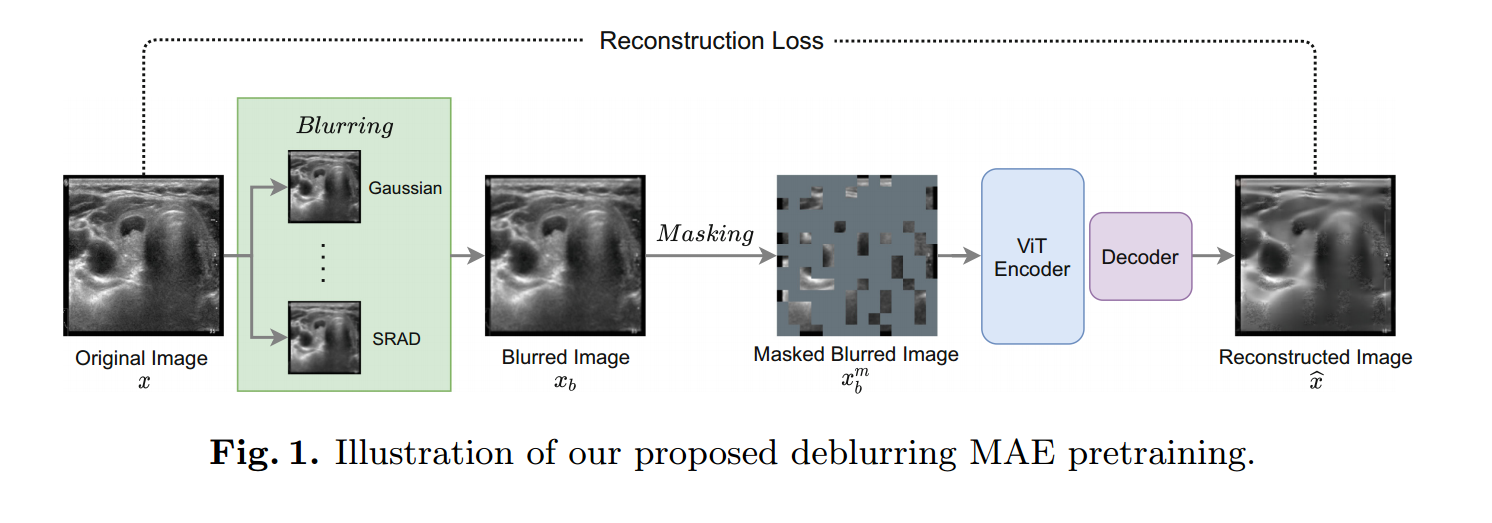 Reconstruction Loss
Blurring
Gaussian
SRAD
Masking
ViT
Encoder
Decoder
Original Image
x
Blurred Image
x_b
Masked Blurred Image
x_b^m
Reconstructed Image
x̂
Fig. 1. Illustration of our proposed deblurring MAE pretraining.